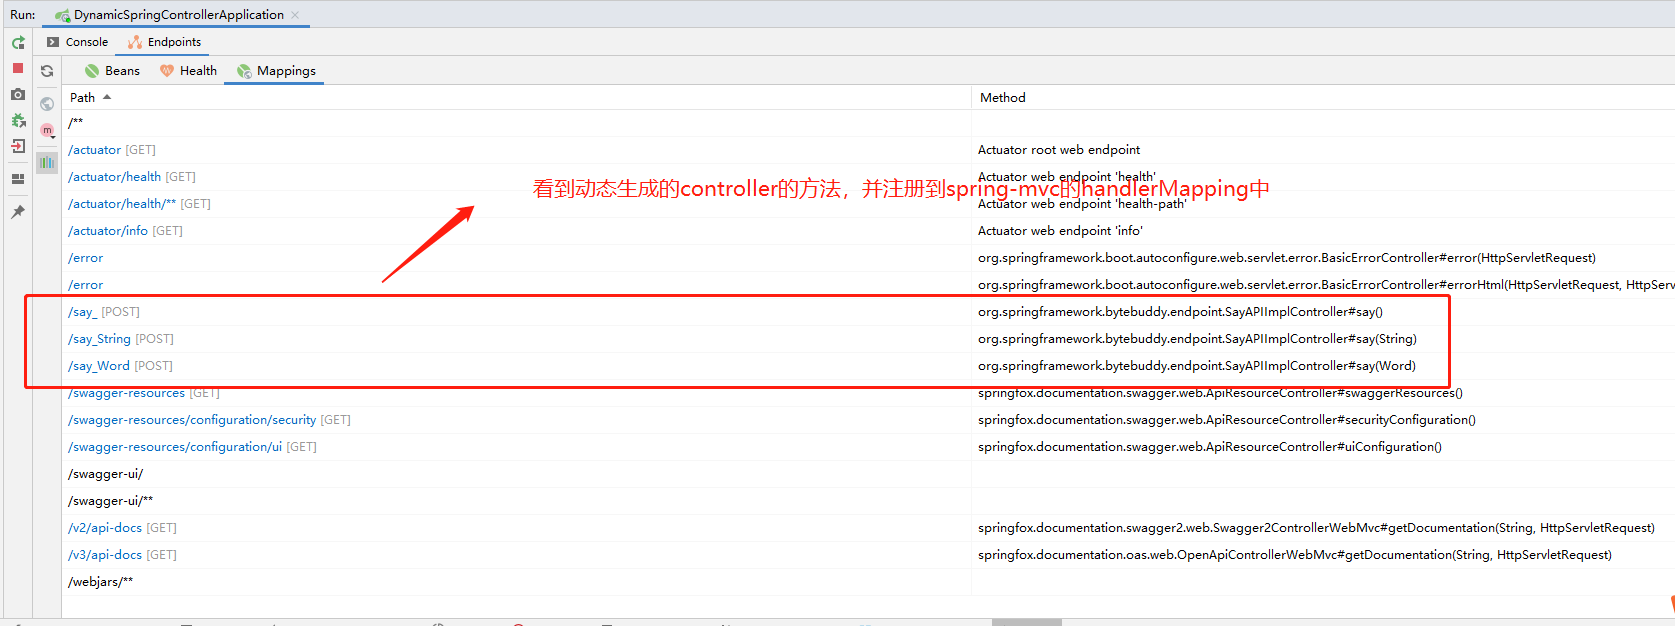 Run: DynamicSpringControllerApplication
Console Endpoints
Beans Health Mappings
Path Method
/**
/actuator [GET] Actuator root web endpoint
/actuator/health [GET] Actuator web endpoint 'health'
看到动态生成的controller的方法，并注册到spring-mvc的handlerMapping中
/actuator/health/** [GET] Actuator web endpoint 'health-path'
/actuator/info [GET] Actuator web endpoint 'info'
/error org.springframework.boot.autoconfigure.web.servlet.error.BasicErrorController#error(HttpServletRequest)
/error org.springframework.boot.autoconfigure.web.servlet.error.BasicErrorController#errorHtml(HttpServletRequest, HttpServ
/say_ [POST] org.springframework.bytebuddy.endpoint.SayAPIImplController#say()
/say_String [POST] org.springframework.bytebuddy.endpoint.SayAPIImplController#say(String)
/say_Word [POST] org.springframework.bytebuddy.endpoint.SayAPIImplController#say(Word)
/swagger-resources [GET] springfox.documentation.swagger.web.ApiResourceController#swaggerResources()
/swagger-resources/configuration/security [GET] springfox.documentation.swagger.web.ApiResourceController#securityConfiguration()
/swagger-resources/configuration/ui [GET] springfox.documentation.swagger.web.ApiResourceController#uiConfiguration()
/swagger-ui/
/swagger-ui/**
/v2/api-docs [GET] springfox.documentation.swagger2.web.Swagger2ControllerWebMvc#getDocumentation(String, HttpServletRequest)
/v3/api-docs [GET] springfox.documentation.oas.web.OpenApiControllerWebMvc#getDocumentation(String, HttpServletRequest)
/webjars/**